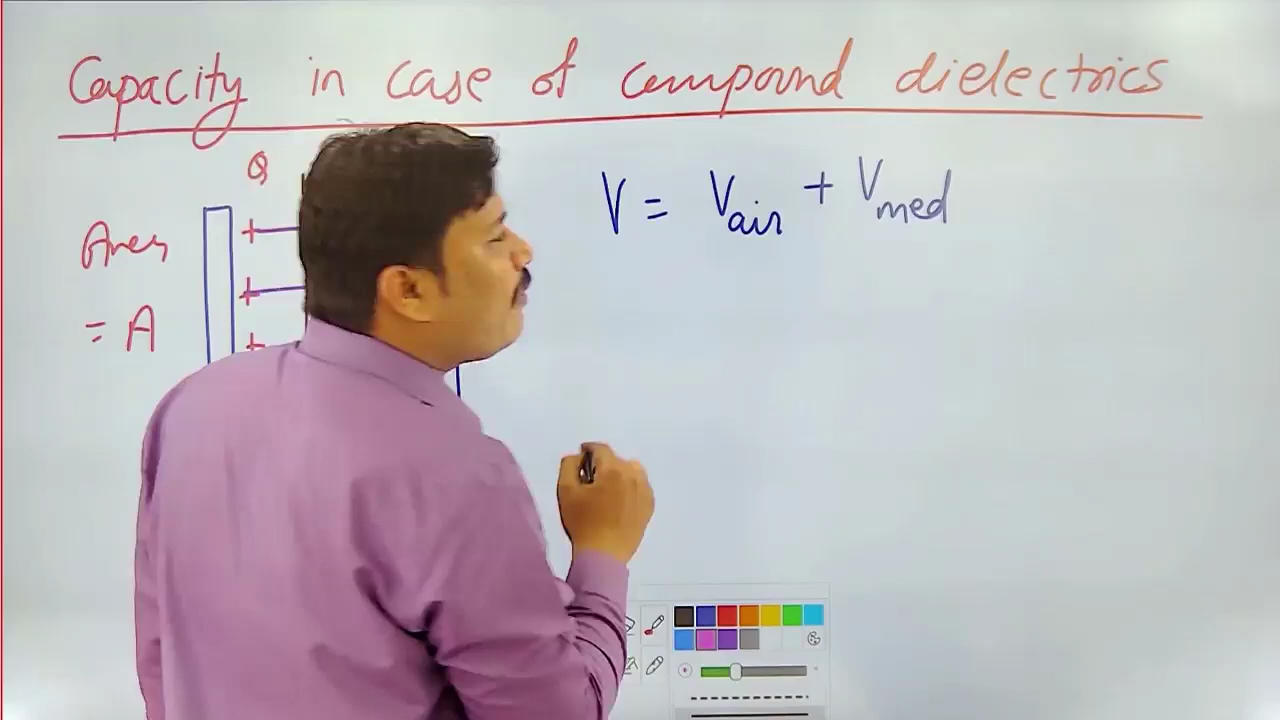 Capacity in case of compound dielectrics
Q
Area
= A
V = Vair + Vmed
+
+
+